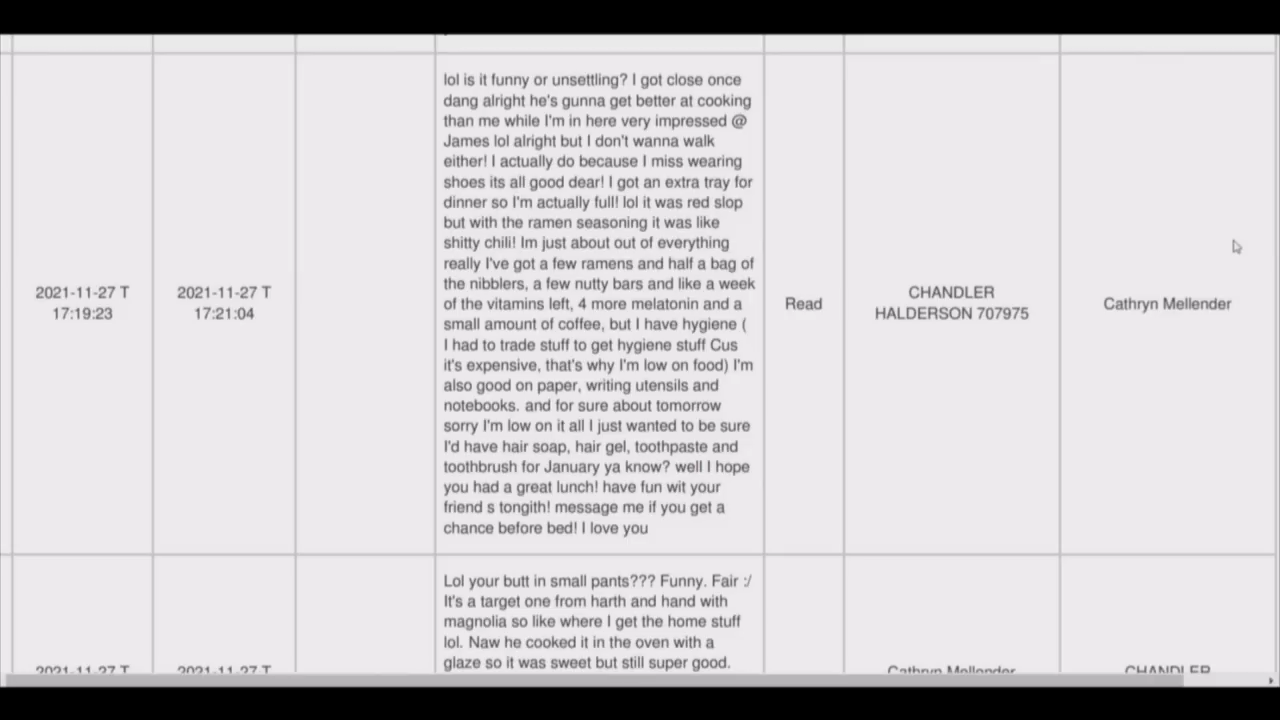 lol is it funny or unsettling? I got close once
dang alright he's gunna get better at cooking
than me while I'm in here very impressed @
James lol alright but I don't wanna walk
either! I actually do because I miss wearing
shoes its all good dear! I got an extra tray for
dinner so I'm actually full! lol it was red slop
but with the ramen seasoning it was like
shitty chili! Im just about out of everything
really I've got a few ramens and half a bag of
the nibblers, a few nutty bars and like a week
of the vitamins left, 4 more melatonin and a
small amount of coffee, but I have hygiene (
I had to trade stuff to get hygiene stuff Cus
it's expensive, that's why I'm low on food) I'm
also good on paper, writing utensils and
notebooks. and for sure about tomorrow
sorry I'm low on it all I just wanted to be sure
I'd have hair soap, hair gel, toothpaste and
toothbrush for January ya know? well I hope
you had a great lunch! have fun wit your
friend s tongith! message me if you get a
chance before bed! I love you
2021-11-27 T
17:19:23
2021-11-27 T
17:21:04
Read
CHANDLER
HALDERSON 707975
Cathryn Mellender
Lol your butt in small pants??? Funny. Fair :/
It's a target one from harth and hand with
magnolia so like where I get the home stuff
lol. Naw he cooked it in the oven with a
glaze so it was sweet but still super good.
2021-11-27 T
2021-11-27 T
Cathryn Mellender
CHANDLER